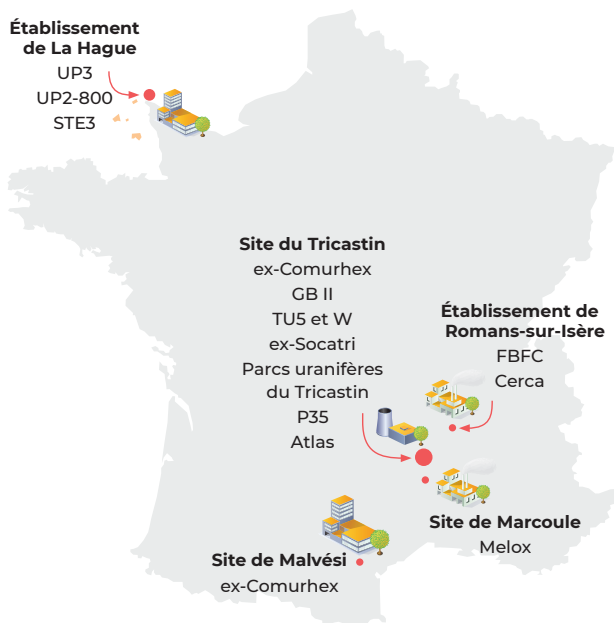 Établissement
de La Hague
UP3
UP2-800
STE3
Site du Tricastin
ex-Comurhex
GB II
TU5 et W
ex-Socatri
Parcs uranifères
du Tricastin
P35
Atlas
Établissement de
Romans-sur-Isère
FBFC
Cerca
Site de Marcoule
Melox
Site de Malvési
ex-Comurhex